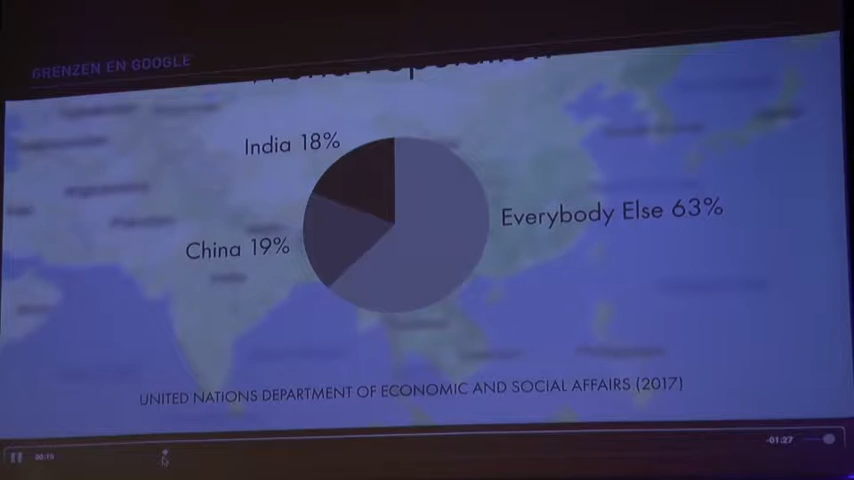 GRENZEN EN GOOGLE
India 18%
Everybody Else 63%
China 19%
UNITED NATIONS DEPARTMENT OF ECONOMIC AND SOCIAL AFFAIRS (2017)
-01:27